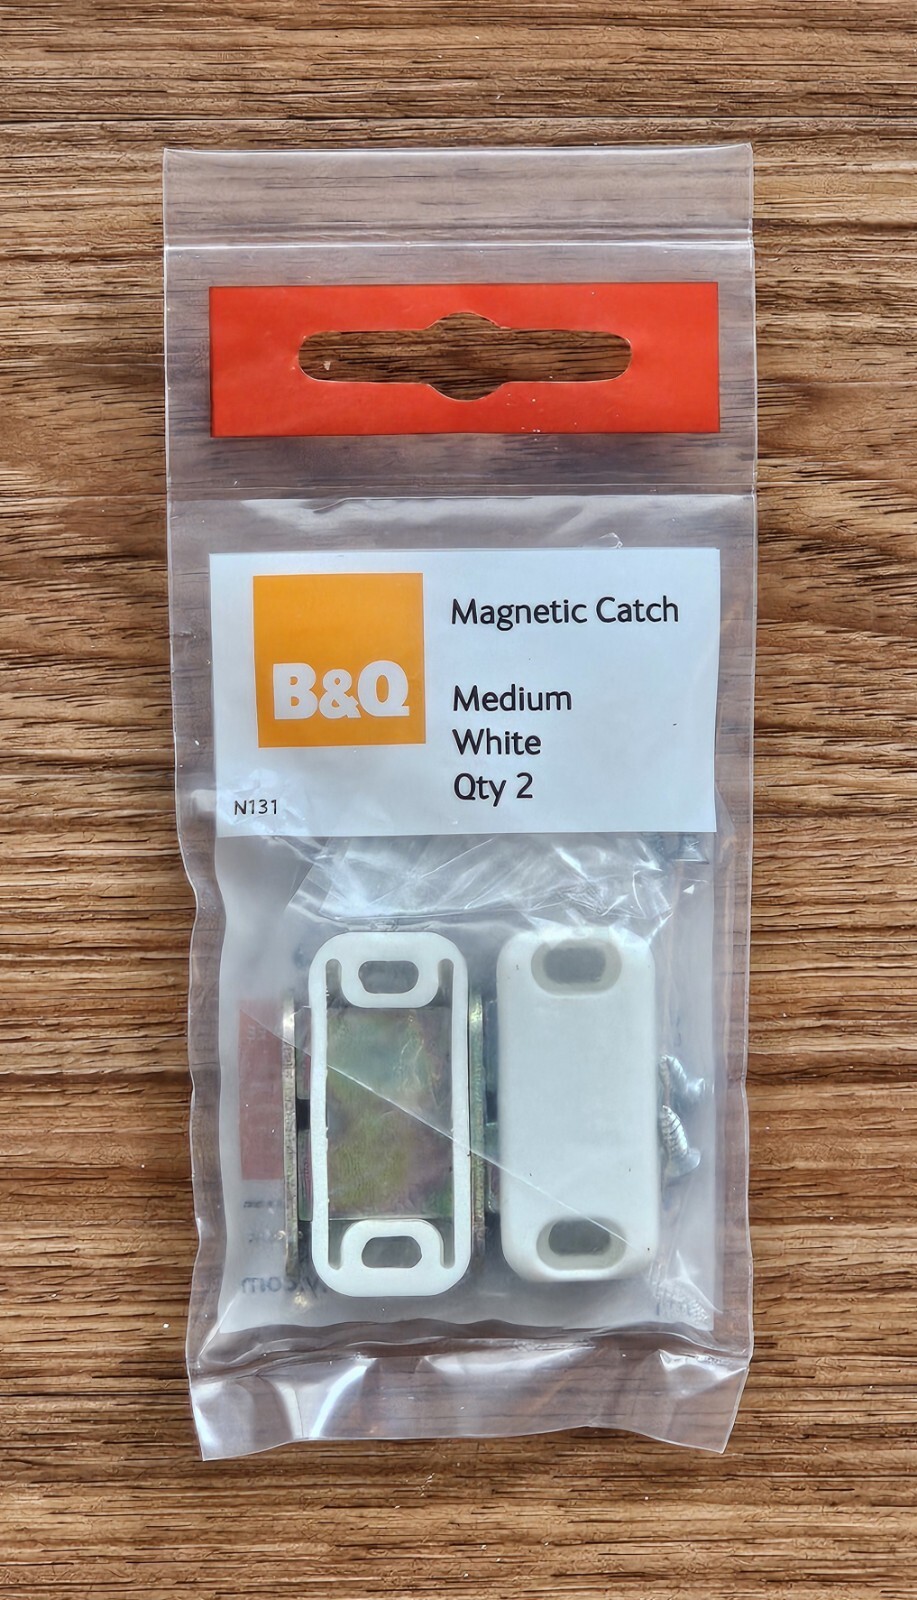 Magnetic Catch
B&Q
Medium
White
Qty 2
N131